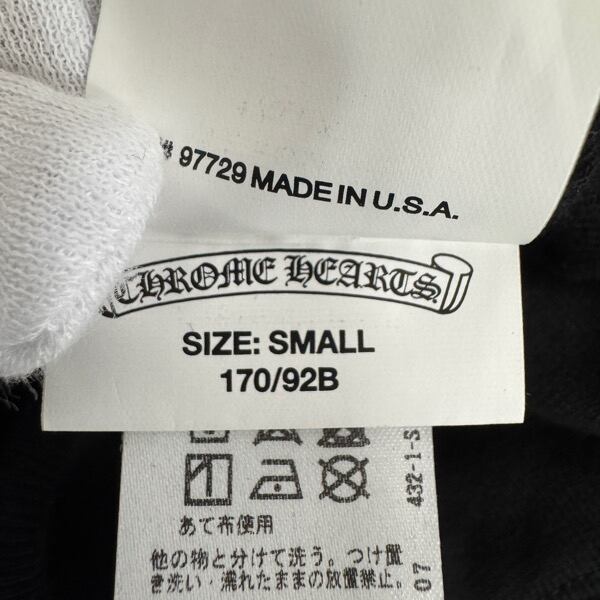 # 97729 MADE IN U.S.A.
CHROME HEARTS
SIZE: SMALL
170/92B
あて布使用
他の物と分けて洗う。つけ置
き洗い・濡れたままの放置禁止。
432-1-S
07